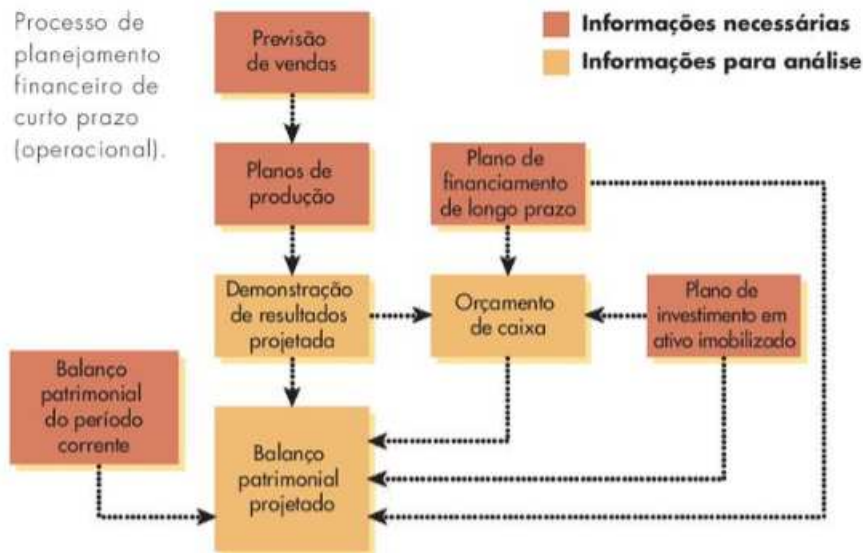 Processo de
planejamento
financeiro de
curto prazo
(operacional).
Informações necessárias
Informações para análise
Previsão
de vendas
Planos de
produção
Plano de
financiamento
de longo prazo
Demonstração
de resultados
projetada
Orçamento
de caixa
Plano de
investimento em
ativo imobilizado
Balanço
patrimonial
do período
corrente
Balanço
patrimonial
projetado